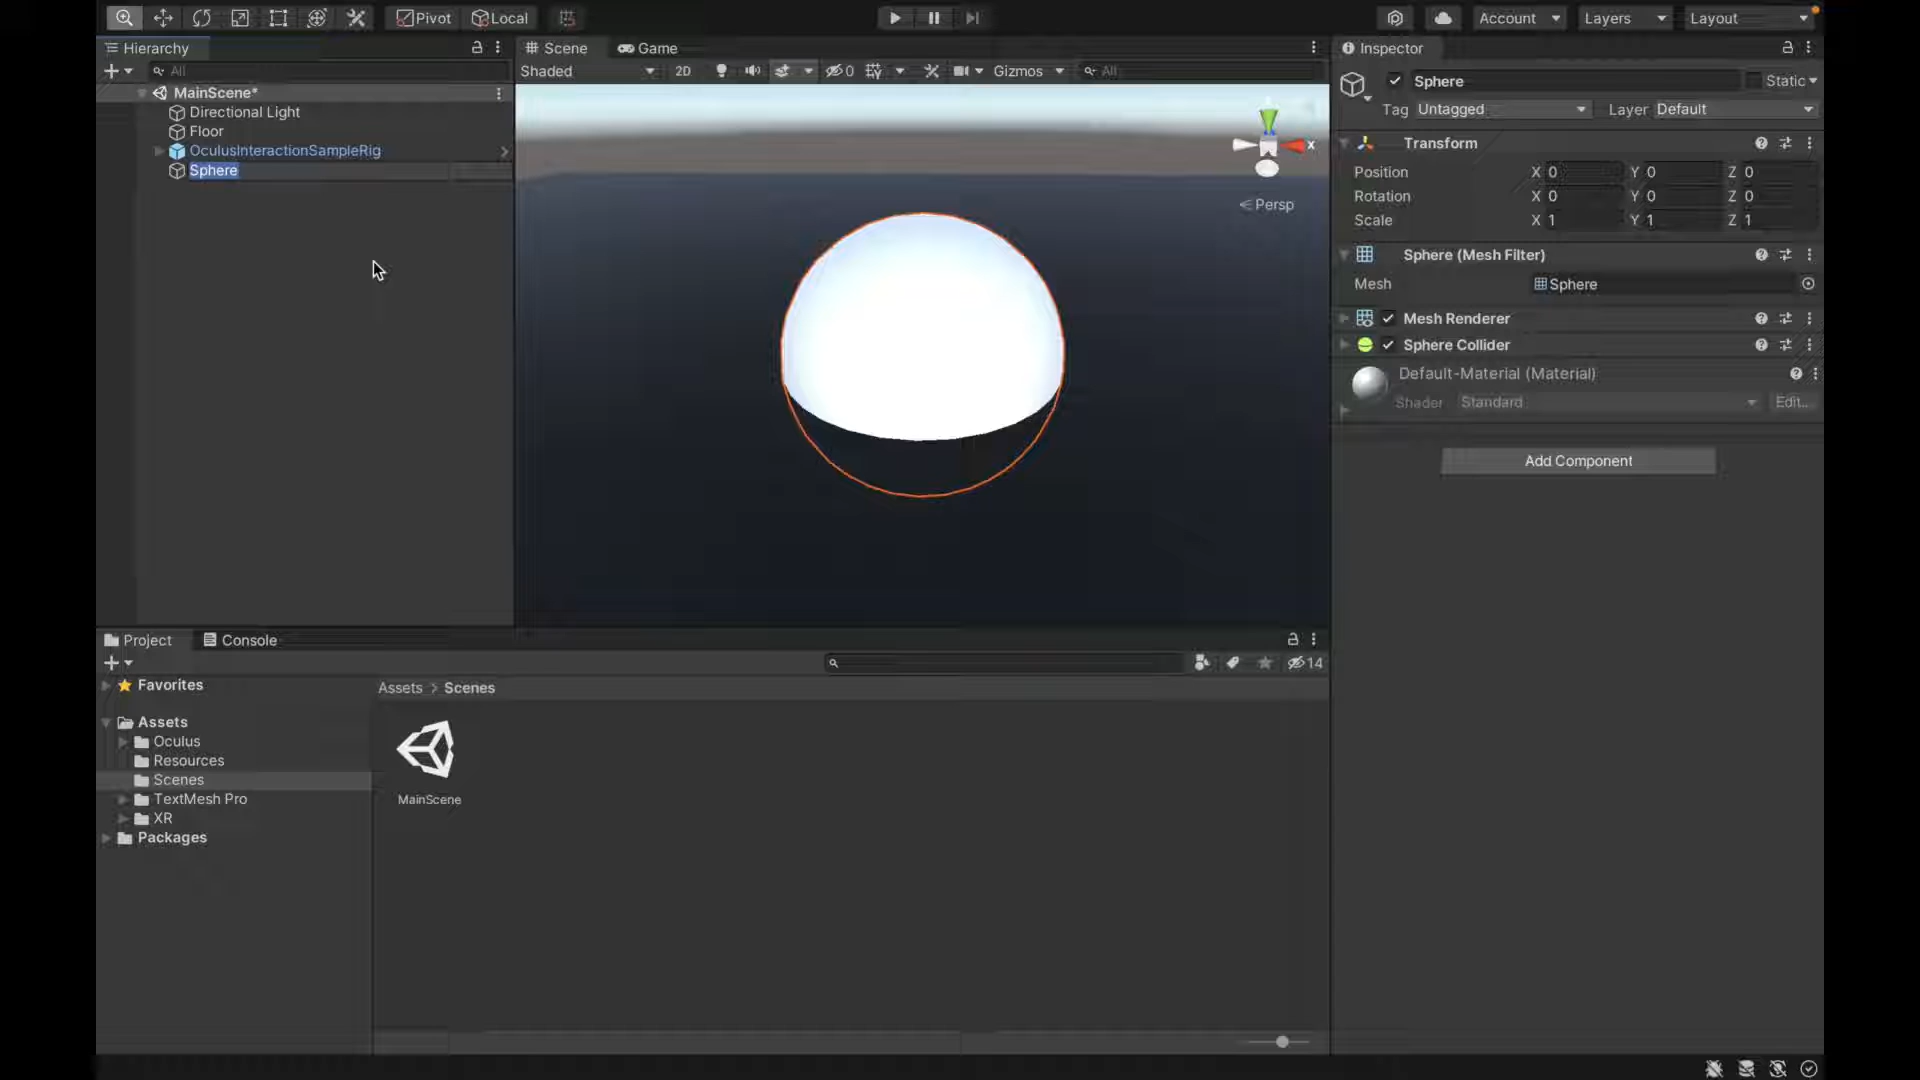 Pivot Local Account Layers Layout
Hierarchy Scene Game Inspector
All Shaded 2D 0 Gizmos All
MainScene*
Directional Light
Floor
OculusInteractionSampleRig
Sphere
X
Persp
Sphere Static
Tag Untagged Layer Default
Transform
Position X 0 Y 0 Z 0
Rotation X 0 Y 0 Z 0
Scale X 1 Y 1 Z 1
Sphere (Mesh Filter)
Mesh Sphere
Mesh Renderer
Sphere Collider
Default-Material (Material)
Shader Standard Edit...
Add Component
Project Console
14
Favorites
Assets
Oculus
Resources
Scenes
TextMesh Pro
XR
Packages
Assets > Scenes
MainScene